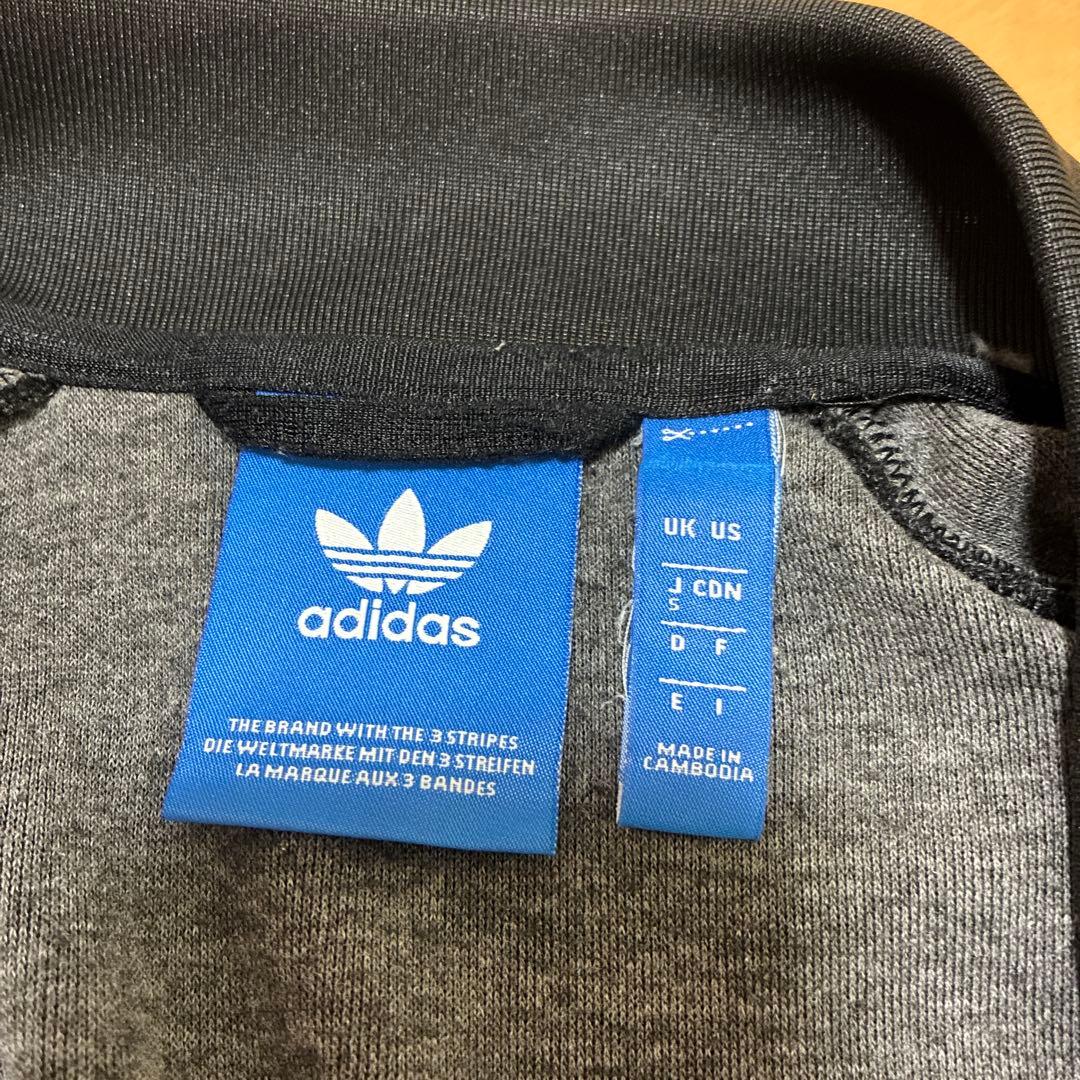 adidas
THE BRAND WITH THE 3 STRIPES
DIE WELTMARKE MIT DEN 3 STREIFEN
LA MARQUE AUX 3 BANDES
UK US
J CDN
S
D F
E I
MADE IN
CAMBODIA